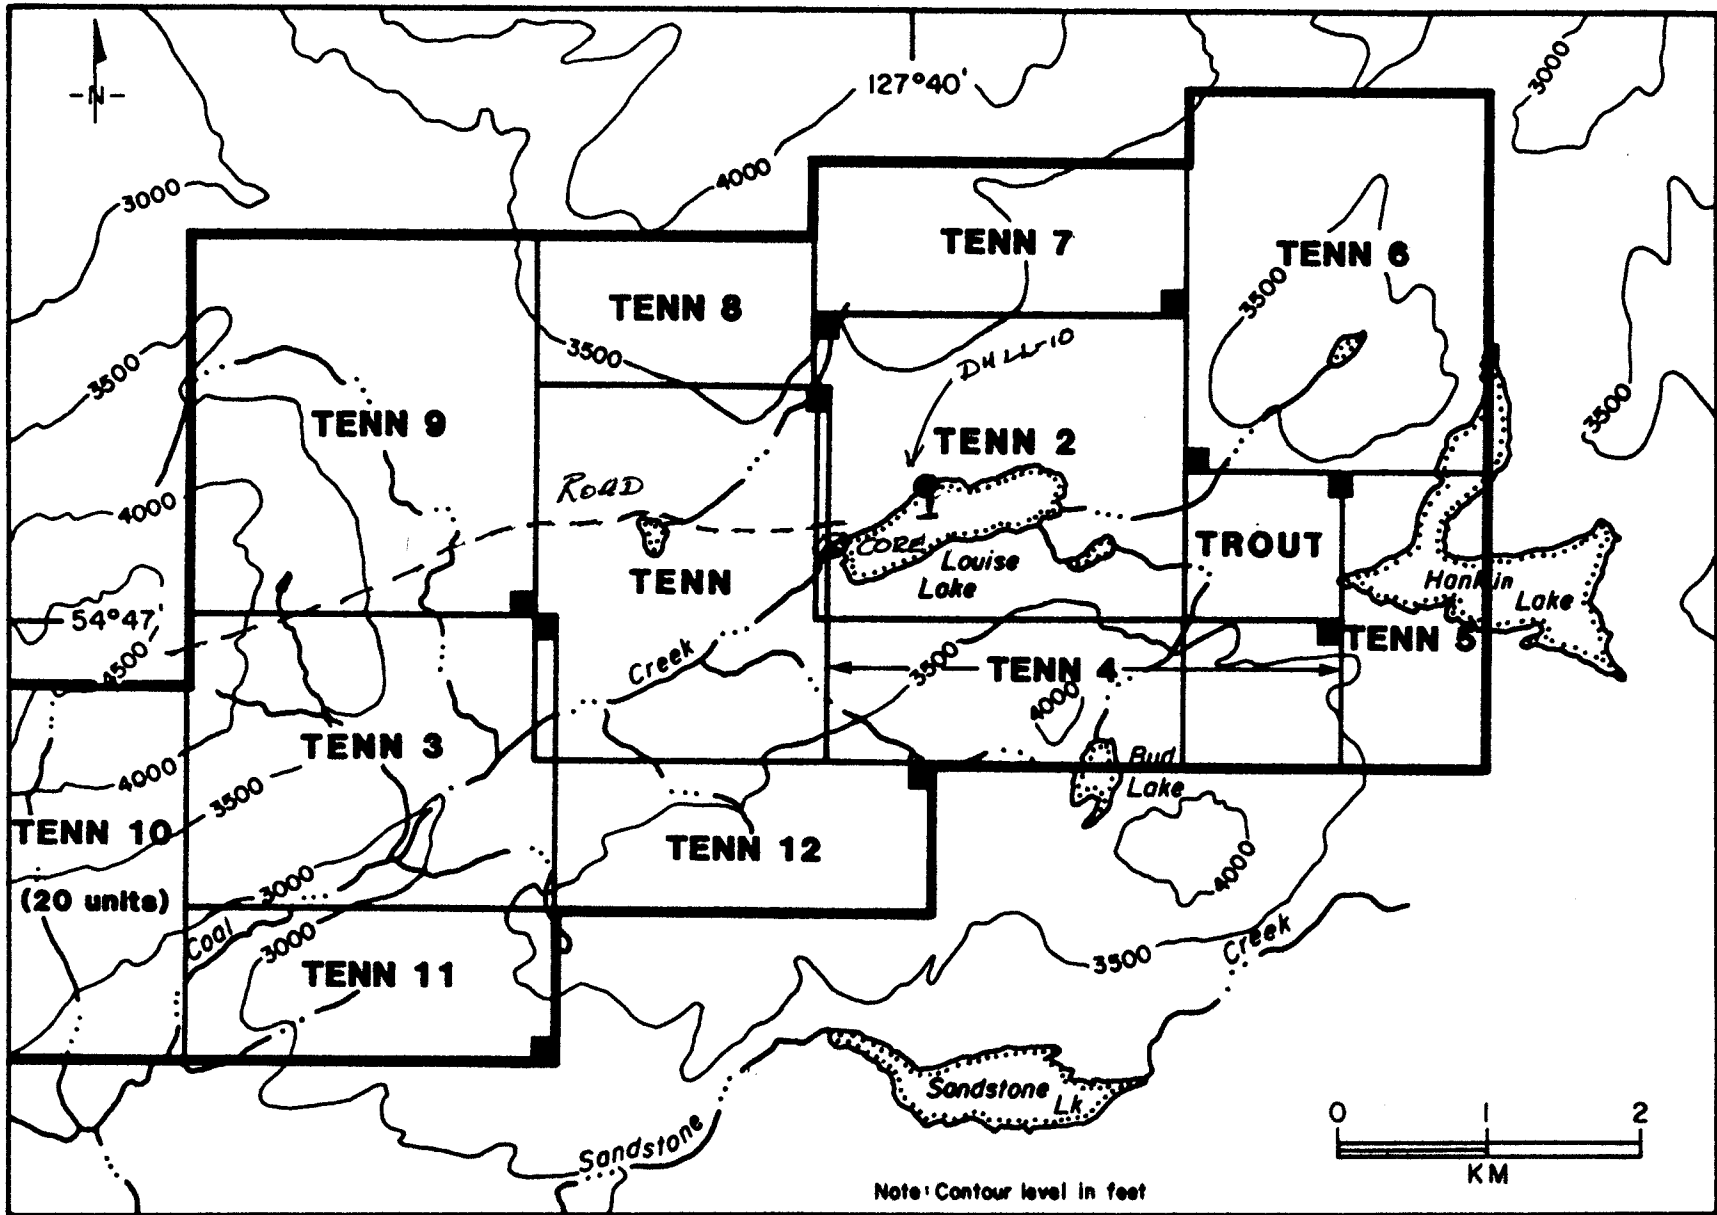 -N-
127°40'
3000
3000
4000
TENN 7
TENN 6
3500
TENN 8
3500
3500
3500
TENN 9
TENN 2
ROAD
4000
CORE
Louise
Lake
TROUT
TENN
Hankin
Lake
54°47'
4500
Creek
3500
TENN 4
TENN 5
4000
TENN 3
Bud
Lake
4000
3500
TENN 10
TENN 12
4000
3000
(20 units)
Coal
3000
Creek
3500
TENN 11
Sandstone
Lk
0 1 2
KM
Sandstone
Note: Contour level in feet